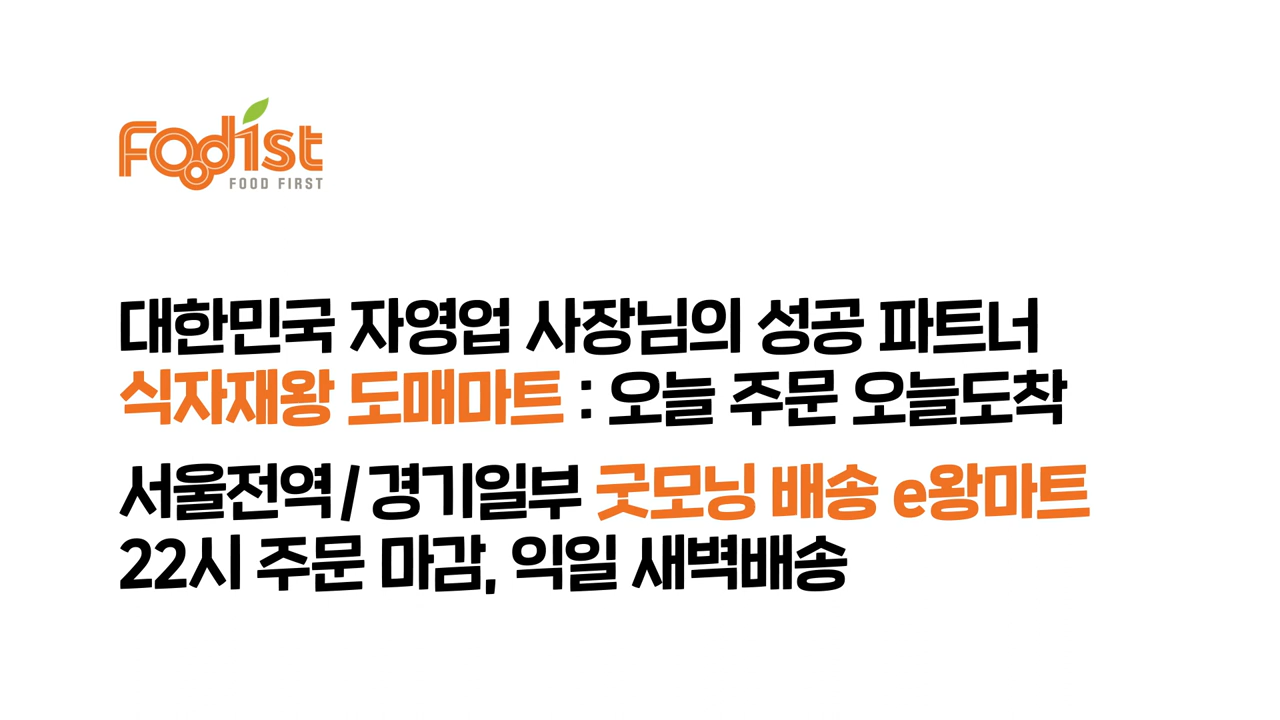 Foodist
FOOD FIRST
대한민국 자영업 사장님의 성공 파트너
식자재왕 도매마트 : 오늘 주문 오늘도착
서울전역/경기일부 굿모닝 배송 e왕마트
22시 주문 마감, 익일 새벽배송